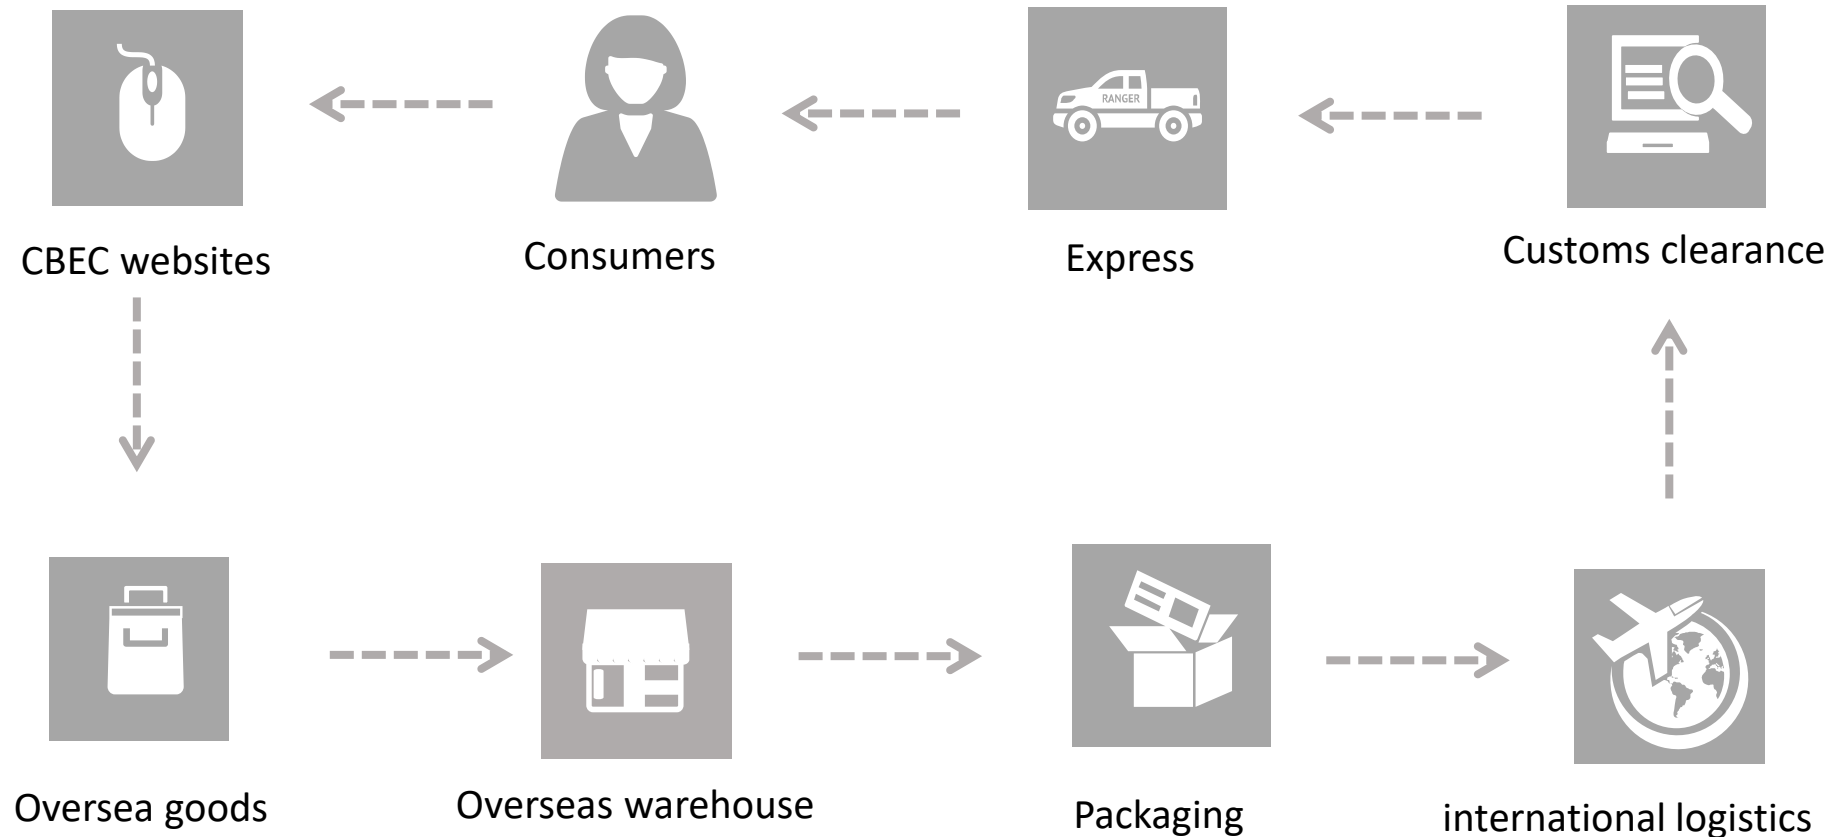 RANGER
CBEC websites
Consumers
Express
Customs clearance
Oversea goods
Overseas warehouse
Packaging
international logistics